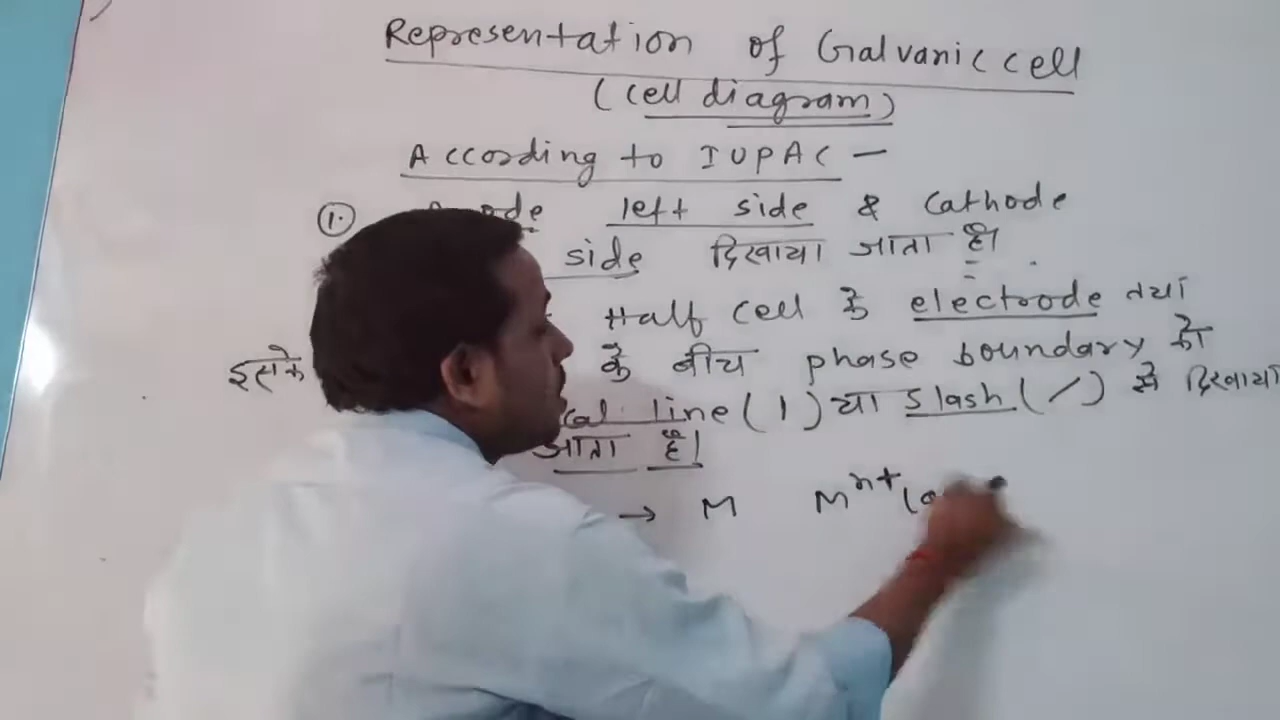 Representation of Galvanic cell
(cell diagram)
According to IUPAC —
1. left side & Cathode
side दिखाया जाता है।
Half cell के electrode तथा
इसके के बीच phase boundary को
line (|) या slash (/) से दिखाया
जाता है।
→ M M^n+ (a